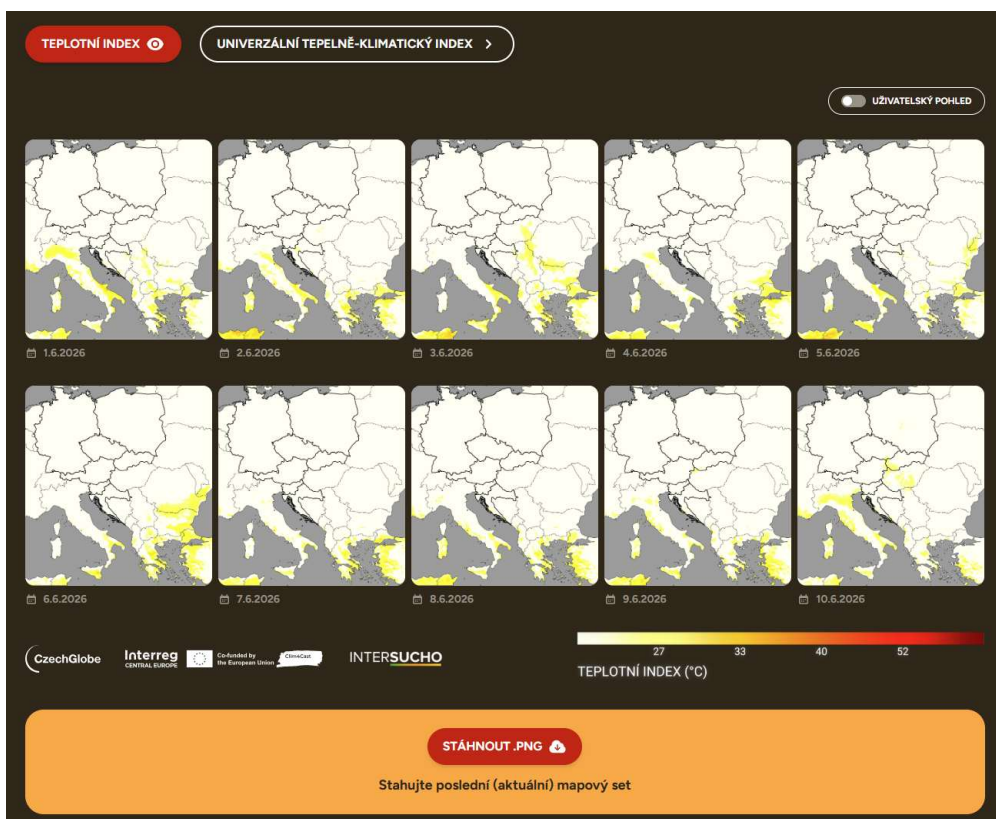 TEPLOTNÍ INDEX
UNIVERZÁLNÍ TEPELNĚ-KLIMATICKÝ INDEX
UŽIVATELSKÝ POHLED
1.6.2026
2.6.2026
3.6.2026
4.6.2026
5.6.2026
6.6.2026
7.6.2026
8.6.2026
9.6.2026
10.6.2026
CzechGlobe
Interreg
CENTRAL EUROPE
Co-funded by
the European Union
Clim4Cast
INTERSUCHO
27 33 40 52
TEPLOTNÍ INDEX (°C)
STÁHNOUT .PNG
Stahujte poslední (aktuální) mapový set